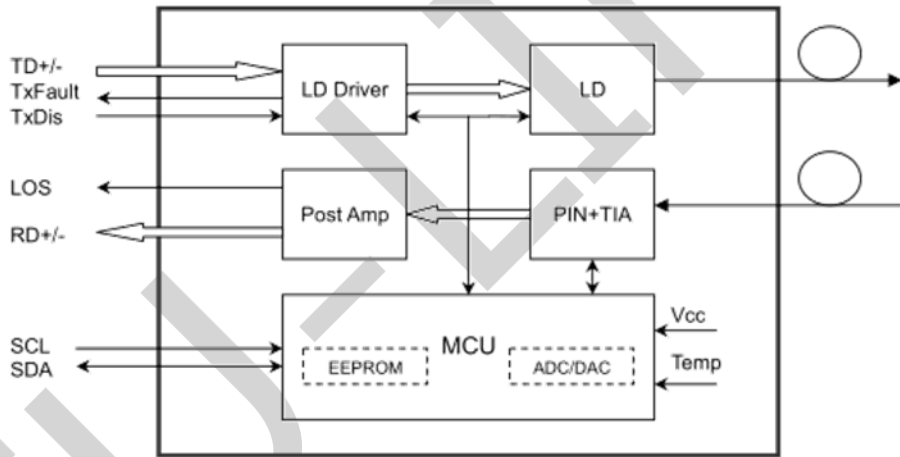 TD+/-
TxFault
TxDis
LD Driver
LD
LOS
RD+/-
Post Amp
PIN+TIA
SCL
SDA
MCU
EEPROM
ADC/DAC
Vcc
Temp